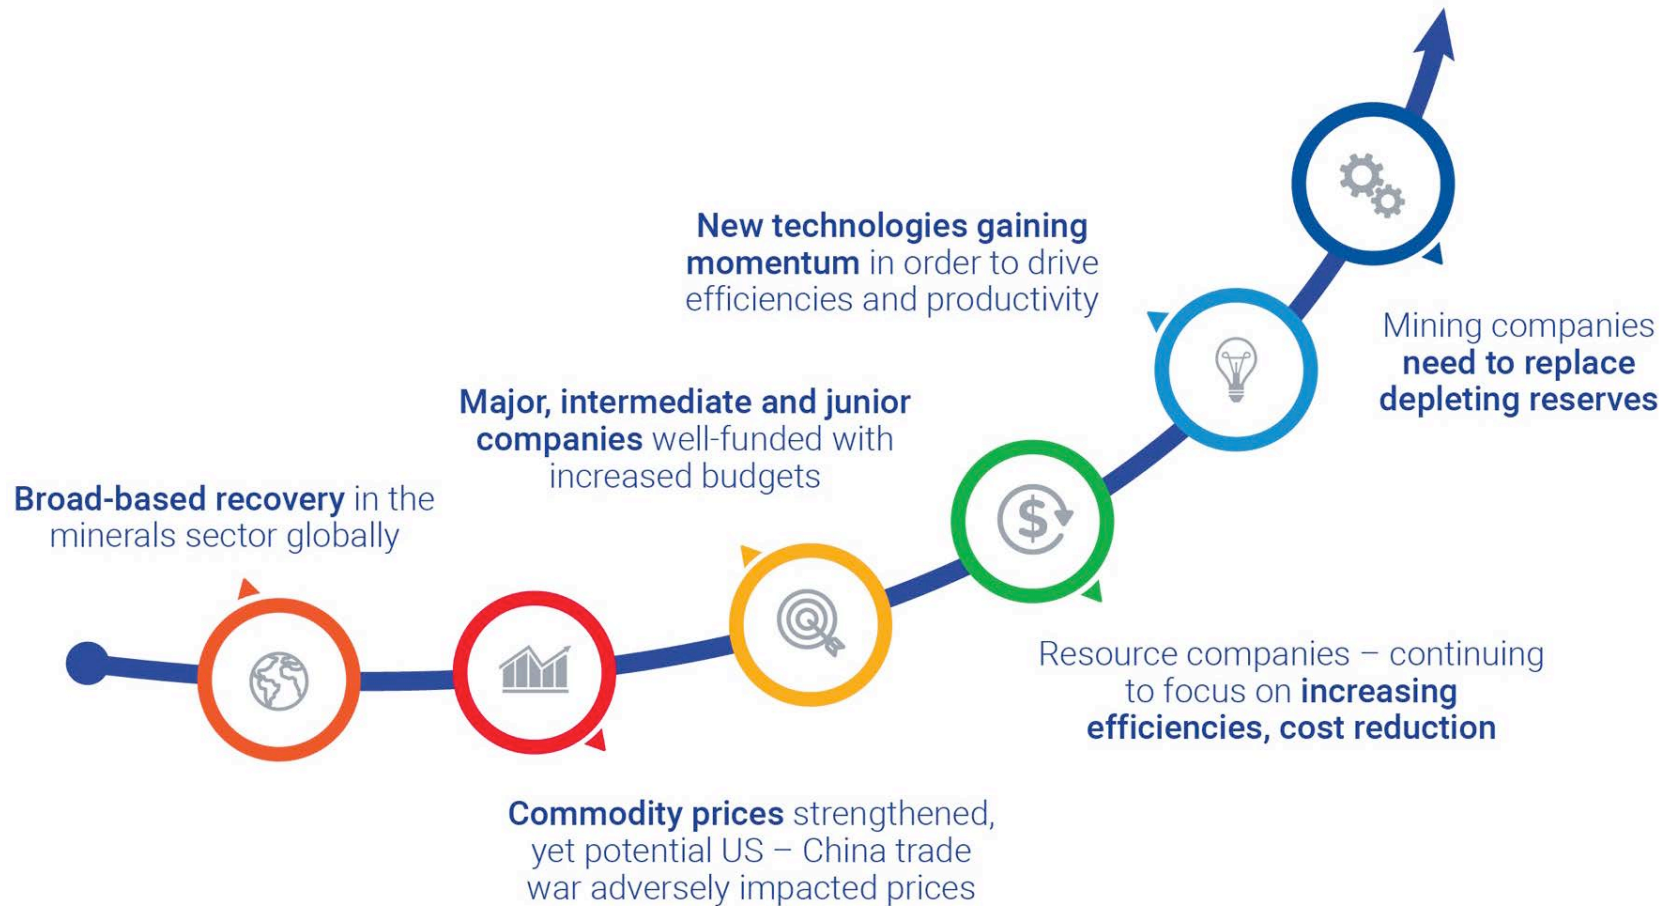 New technologies gaining
momentum in order to drive
efficiencies and productivity
Mining companies
need to replace
depleting reserves
Major, intermediate and junior
companies well-funded with
increased budgets
Broad-based recovery in the
minerals sector globally
$
Resource companies – continuing
to focus on increasing
efficiencies, cost reduction
Commodity prices strengthened,
yet potential US – China trade
war adversely impacted prices